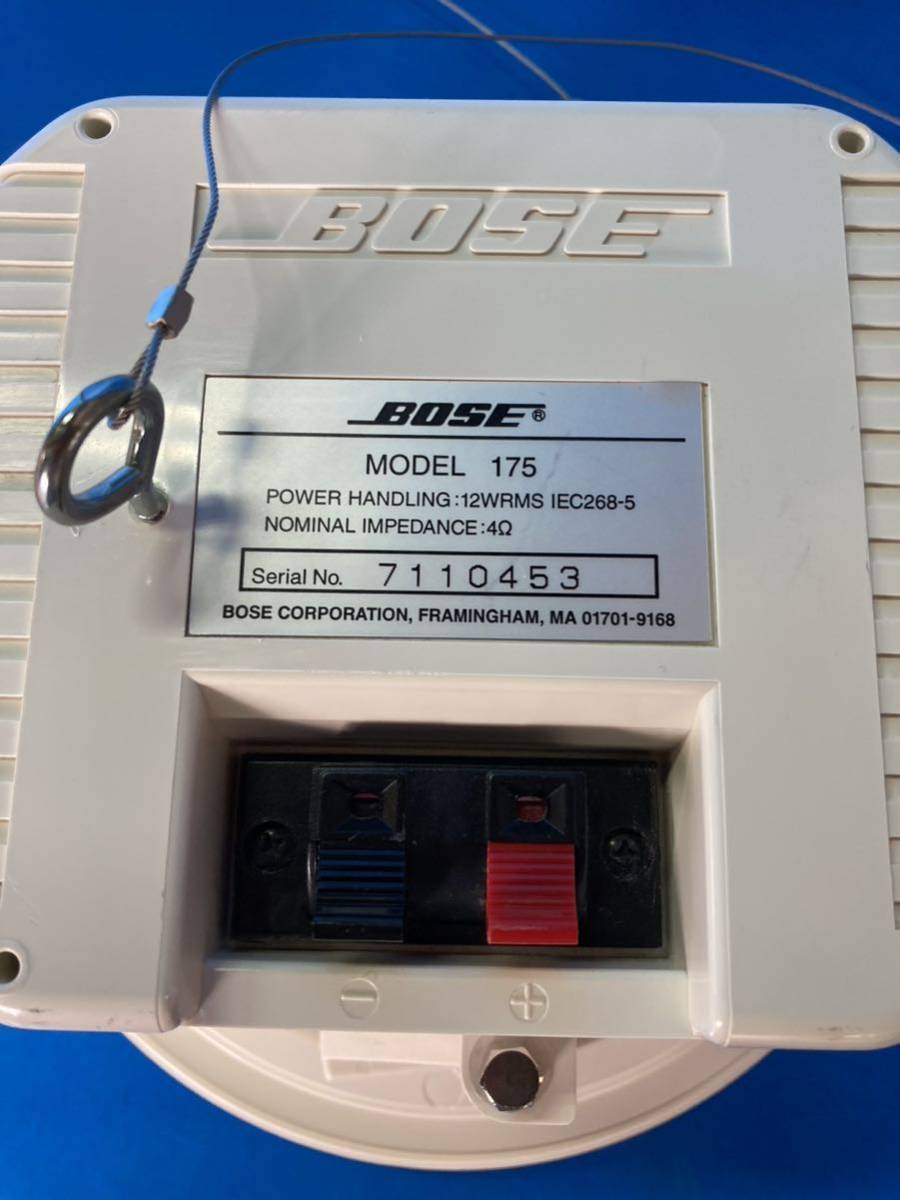 BOSE
BOSE®
MODEL 175
POWER HANDLING:12WRMS IEC268-5
NOMINAL IMPEDANCE:4Ω
Serial No. 7110453
BOSE CORPORATION, FRAMINGHAM, MA 01701-9168
− +